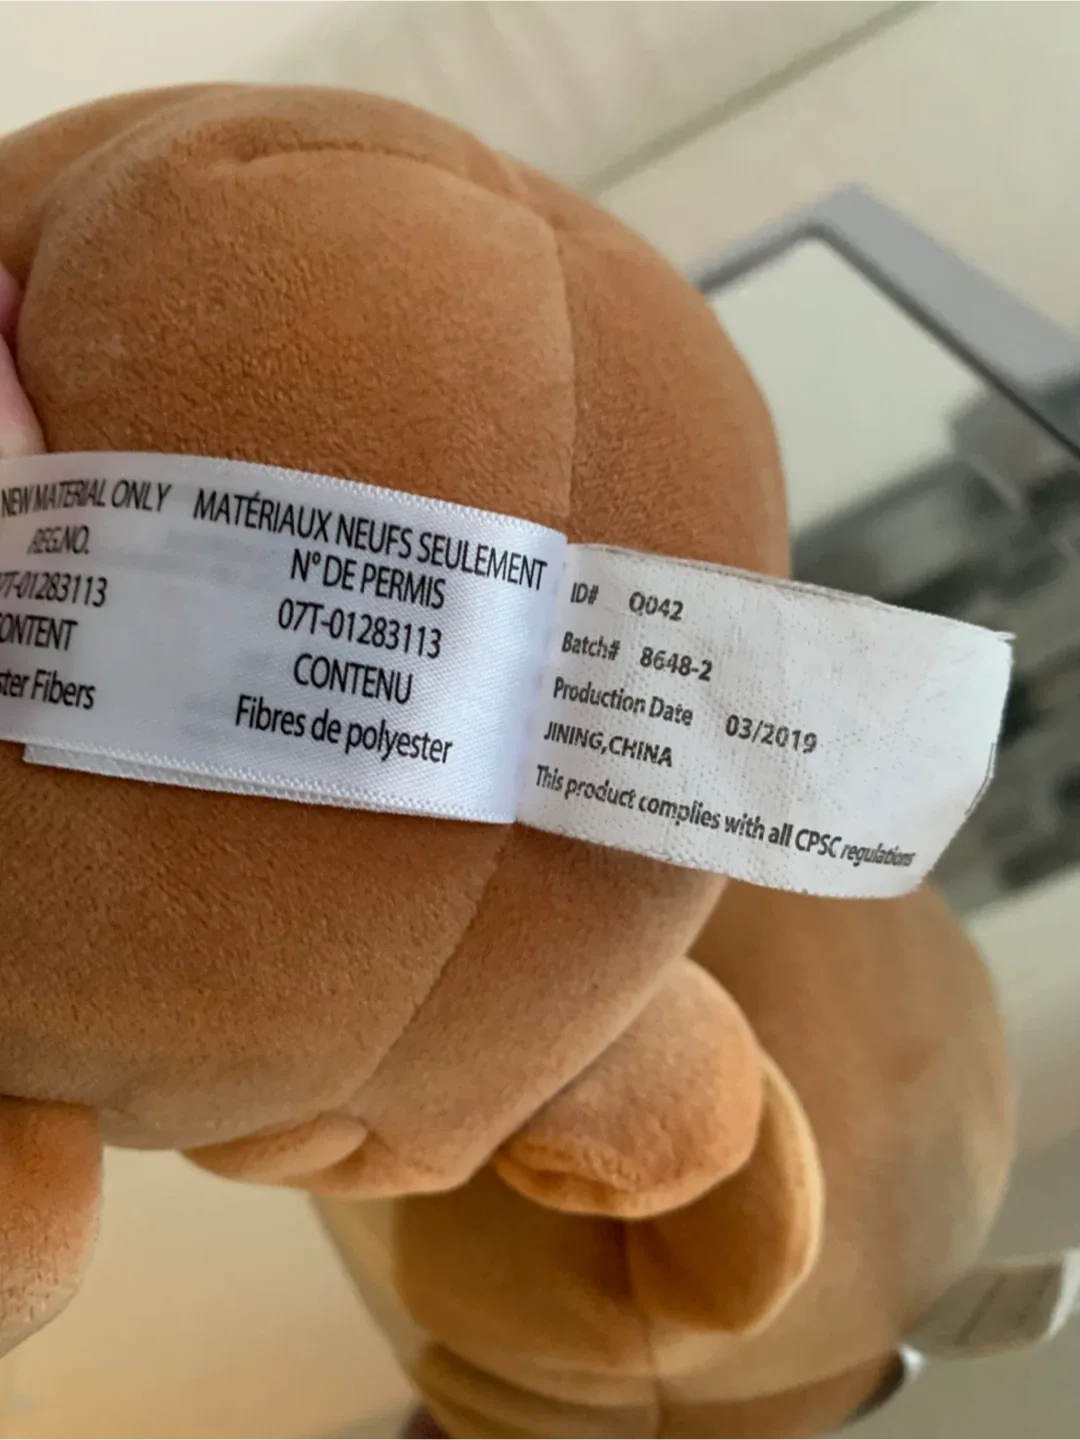 NEW MATERIAL ONLY
REG.NO.
7T-01283113
CONTENT
ster Fibers
MATÉRIAUX NEUFS SEULEMENT
N° DE PERMIS
07T-01283113
CONTENU
Fibres de polyester
ID# Q042
Batch# 8648-2
Production Date 03/2019
JINING,CHINA
This product complies with all CPSC regulations